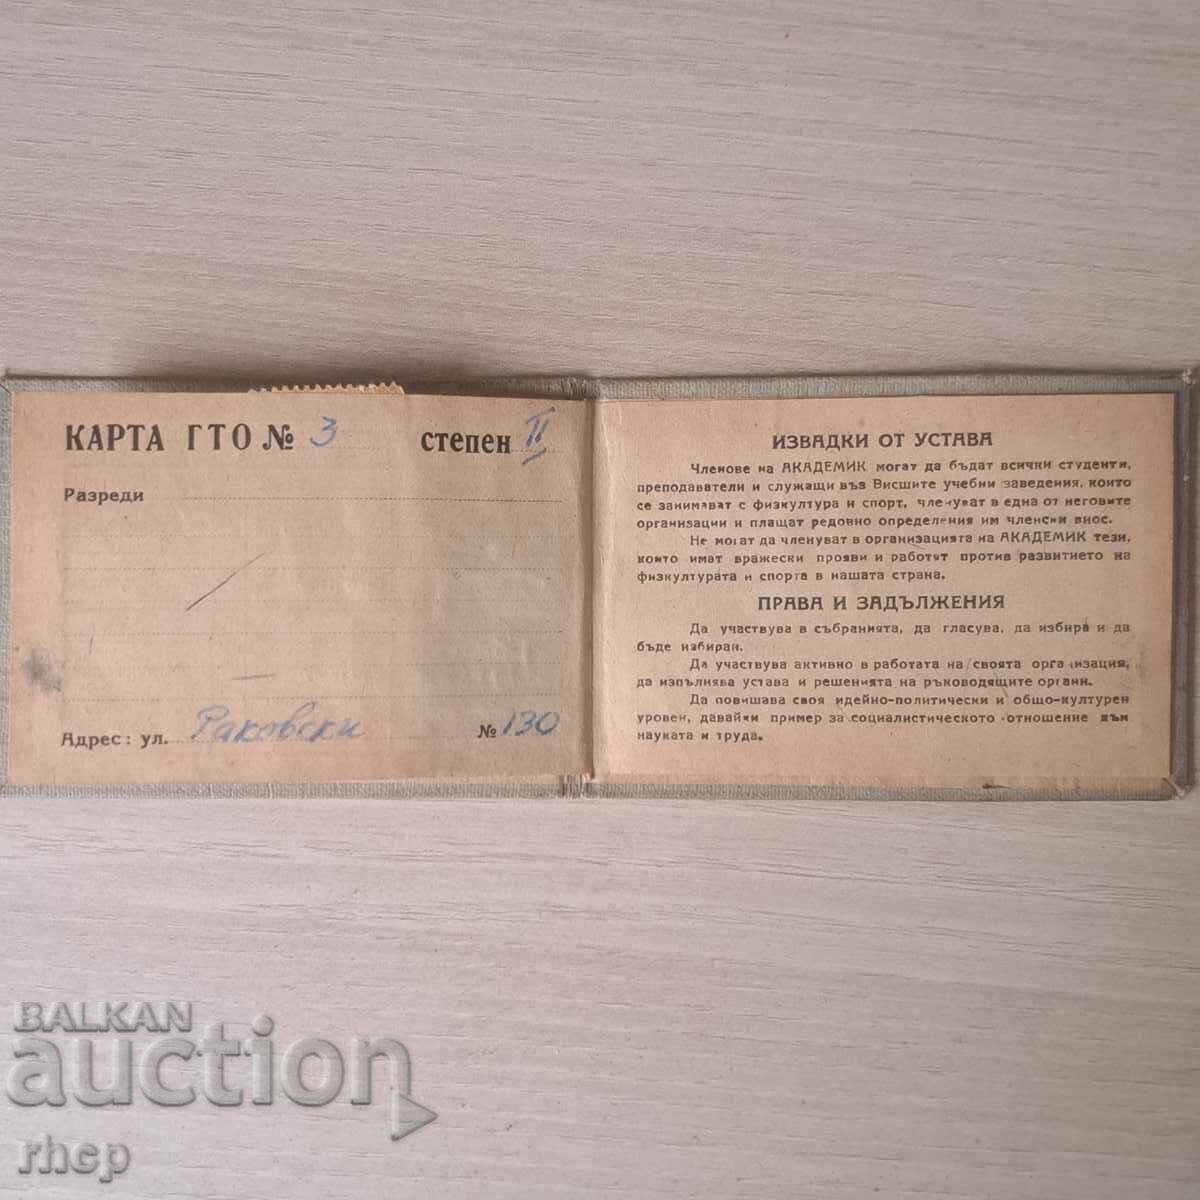 КАРТА ГТО № 3 степен II
Разреди
Адрес: ул. Раковски № 130
ИЗВАДКИ ОТ УСТАВА
Членове на АКАДЕМИК могат да бъдат всички студенти,
преподаватели и служащи във Висшите учебни заведения, които
се занимават с физкултура и спорт, членуват в една от неговите
организации и плащат редовно определения им членски внос.
Не могат да членуват в организацията на АКАДЕМИК тези,
които имат вражески прояви и работят против развитието на
физкултурата и спорта в нашата страна.
ПРАВА И ЗАДЪЛЖЕНИЯ
Да участвува в събранията, да гласува, да избира и да
бъде избиран.
Да участвува активно в работата на своята организация,
да изпълнява устава и решенията на ръководящите органи.
Да повишава своя идейно-политически и общо-културен
уровен, давайки пример за социалистическото отношение към
науката и труда.
BALKAN
auction
rhcp